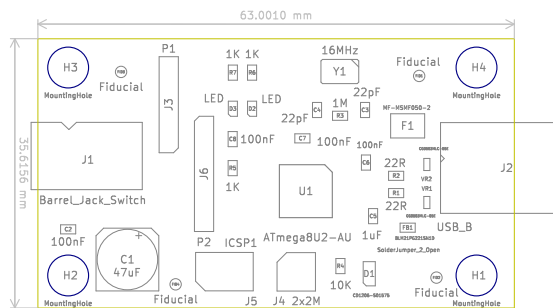 63.0010 mm
35.6156 mm
H3
MountingHole
Fiducial
P1
J3
1K 1K
R7 R6
LED LED
D3 D2
16MHz
Y1
Fiducial
H4
MountingHole
22pF
C4
1M
R3
22pF
C3
MF-MSMF050-2
F1
J1
Barrel_Jack_Switch
J6
C8
100nF
C7
100nF
100nF
C6
R5
1K
U1
22R
R2
R1
22R
VR2
VR1
J2
USB_B
C2
100nF
C1
47uF
P2
ICSP1
ATmega8U2-AU
C5
1uF
FB1
BLM21PG221SN1D
SolderJumper_2_Open
H2
MountingHole
Fiducial
J5
J4 2x2M
R4
10K
D1
Fiducial
H1
MountingHole